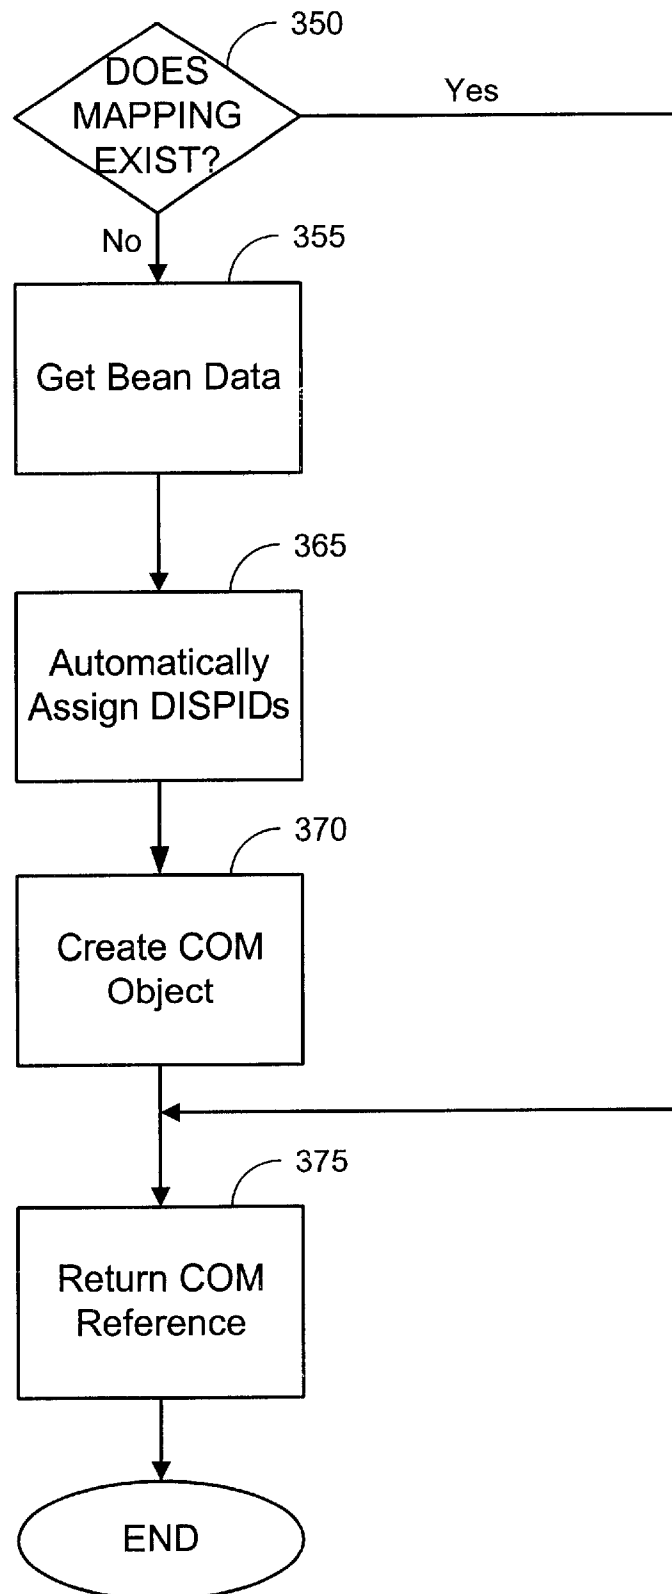 350
DOES
MAPPING
EXIST?
Yes
No
355
Get Bean Data
365
Automatically
Assign DISPIDs
370
Create COM
Object
375
Return COM
Reference
END